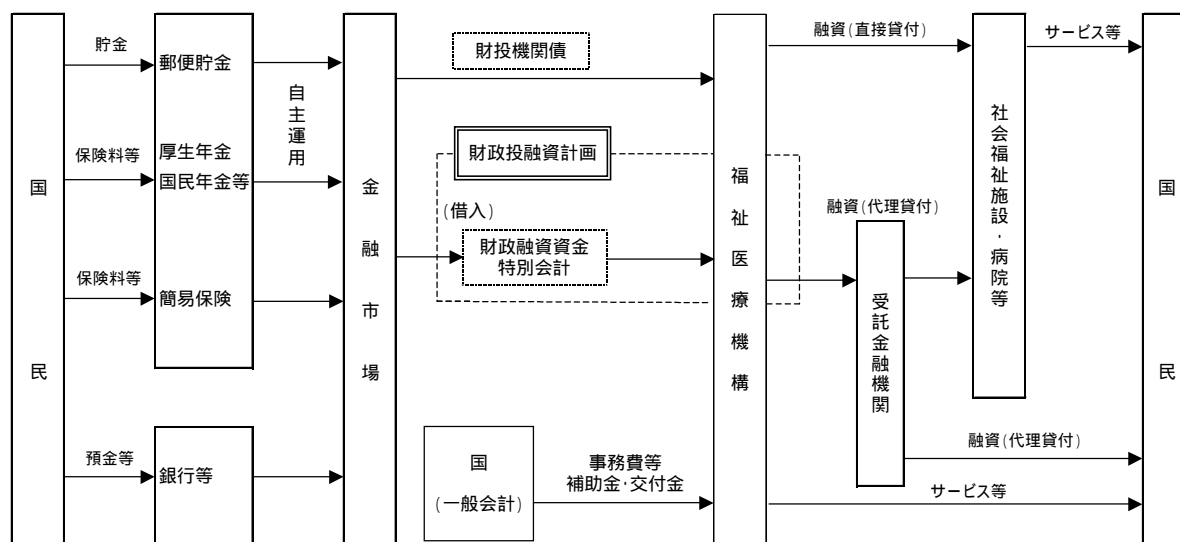 国民
貯金
保険料等
保険料等
預金等
郵便貯金
厚生年金
国民年金等
簡易保険
銀行等
自主運用
金融市場
財投機関債
財政投融資計画
(借入)
財政融資資金
特別会計
国
(一般会計)
事務費等
補助金・交付金
福祉医療機構
融資(直接貸付)
融資(代理貸付)
受託金融機関
社会福祉施設・病院等
サービス等
融資(代理貸付)
サービス等
国民